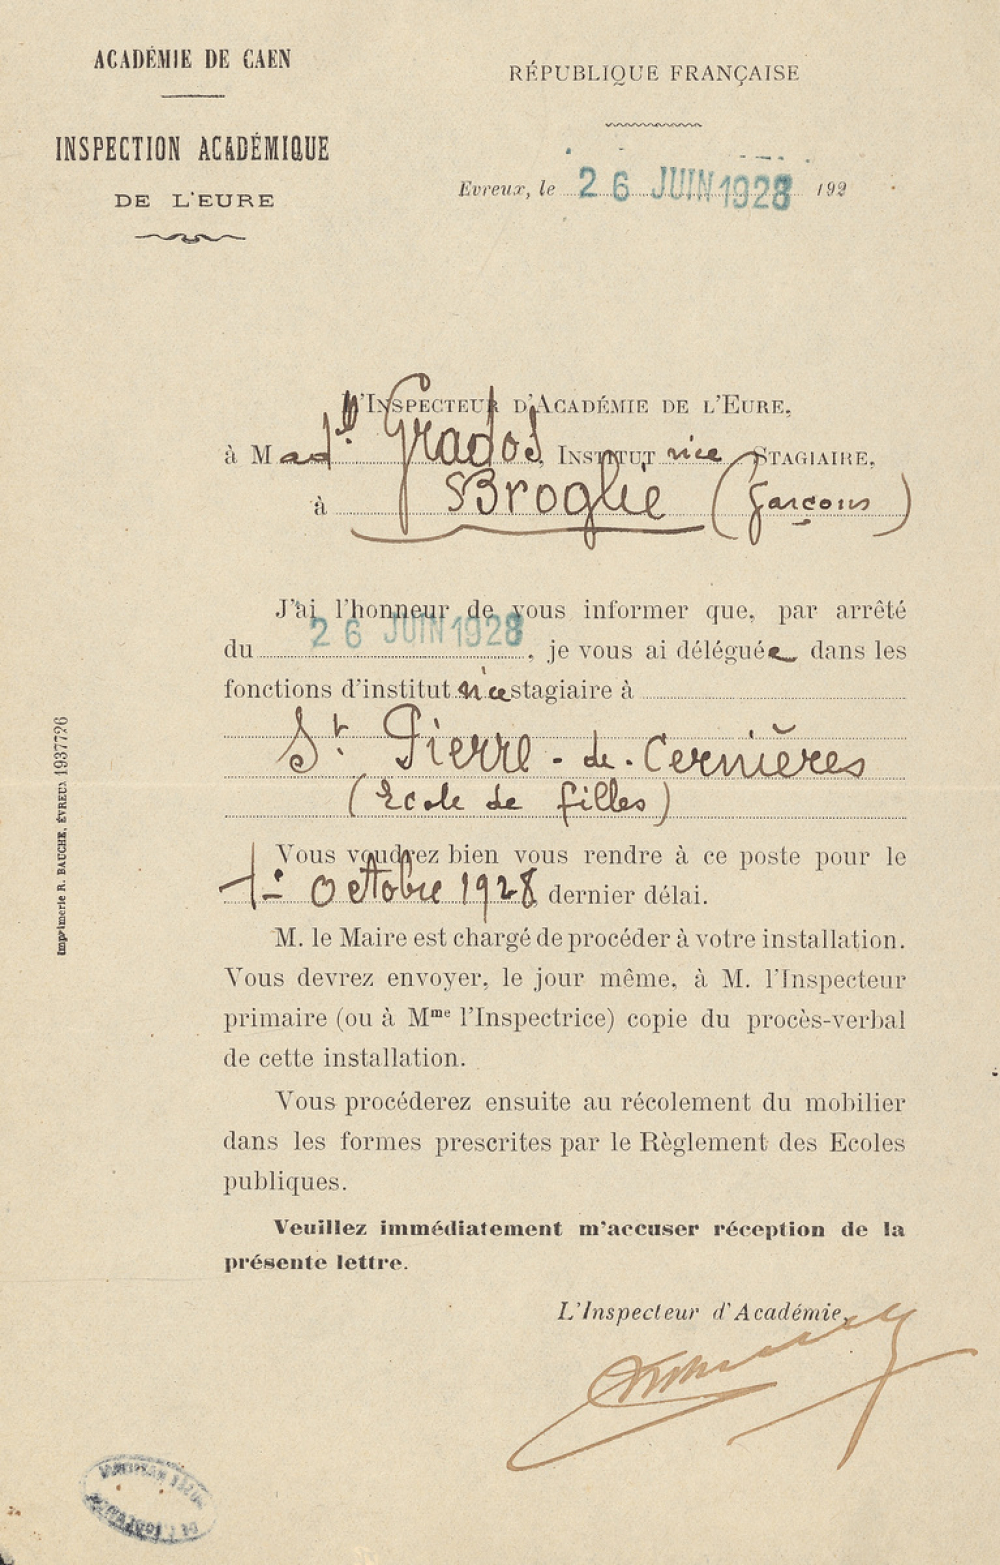 ACADÉMIE DE CAEN
INSPECTION ACADÉMIQUE
DE L'EURE
RÉPUBLIQUE FRANÇAISE
Evreux, le 26 JUIN 1928 192
L'INSPECTEUR D'ACADÉMIE DE L'EURE,
à Mad^lle Grados, INSTITUTrice STAGIAIRE,
à Broglie (garçons)
J'ai l'honneur de vous informer que, par arrêté
du 26 JUIN 1928, je vous ai déléguée dans les
fonctions d'institutrice stagiaire à
S^t. Pierre-de-Cernières
(Ecole de filles)
Vous voudrez bien vous rendre à ce poste pour le
1^er Octobre 1928 dernier délai.
M. le Maire est chargé de procéder à votre installation.
Vous devrez envoyer, le jour même, à M. l'Inspecteur
primaire (ou à M^me l'Inspectrice) copie du procès-verbal
de cette installation.
Vous procéderez ensuite au récolement du mobilier
dans les formes prescrites par le Règlement des Ecoles
publiques.
Veuillez immédiatement m'accuser réception de la
présente lettre.
L'Inspecteur d'Académie,
Imprimerie R. BAUCHE, ÉVREUX 1937726